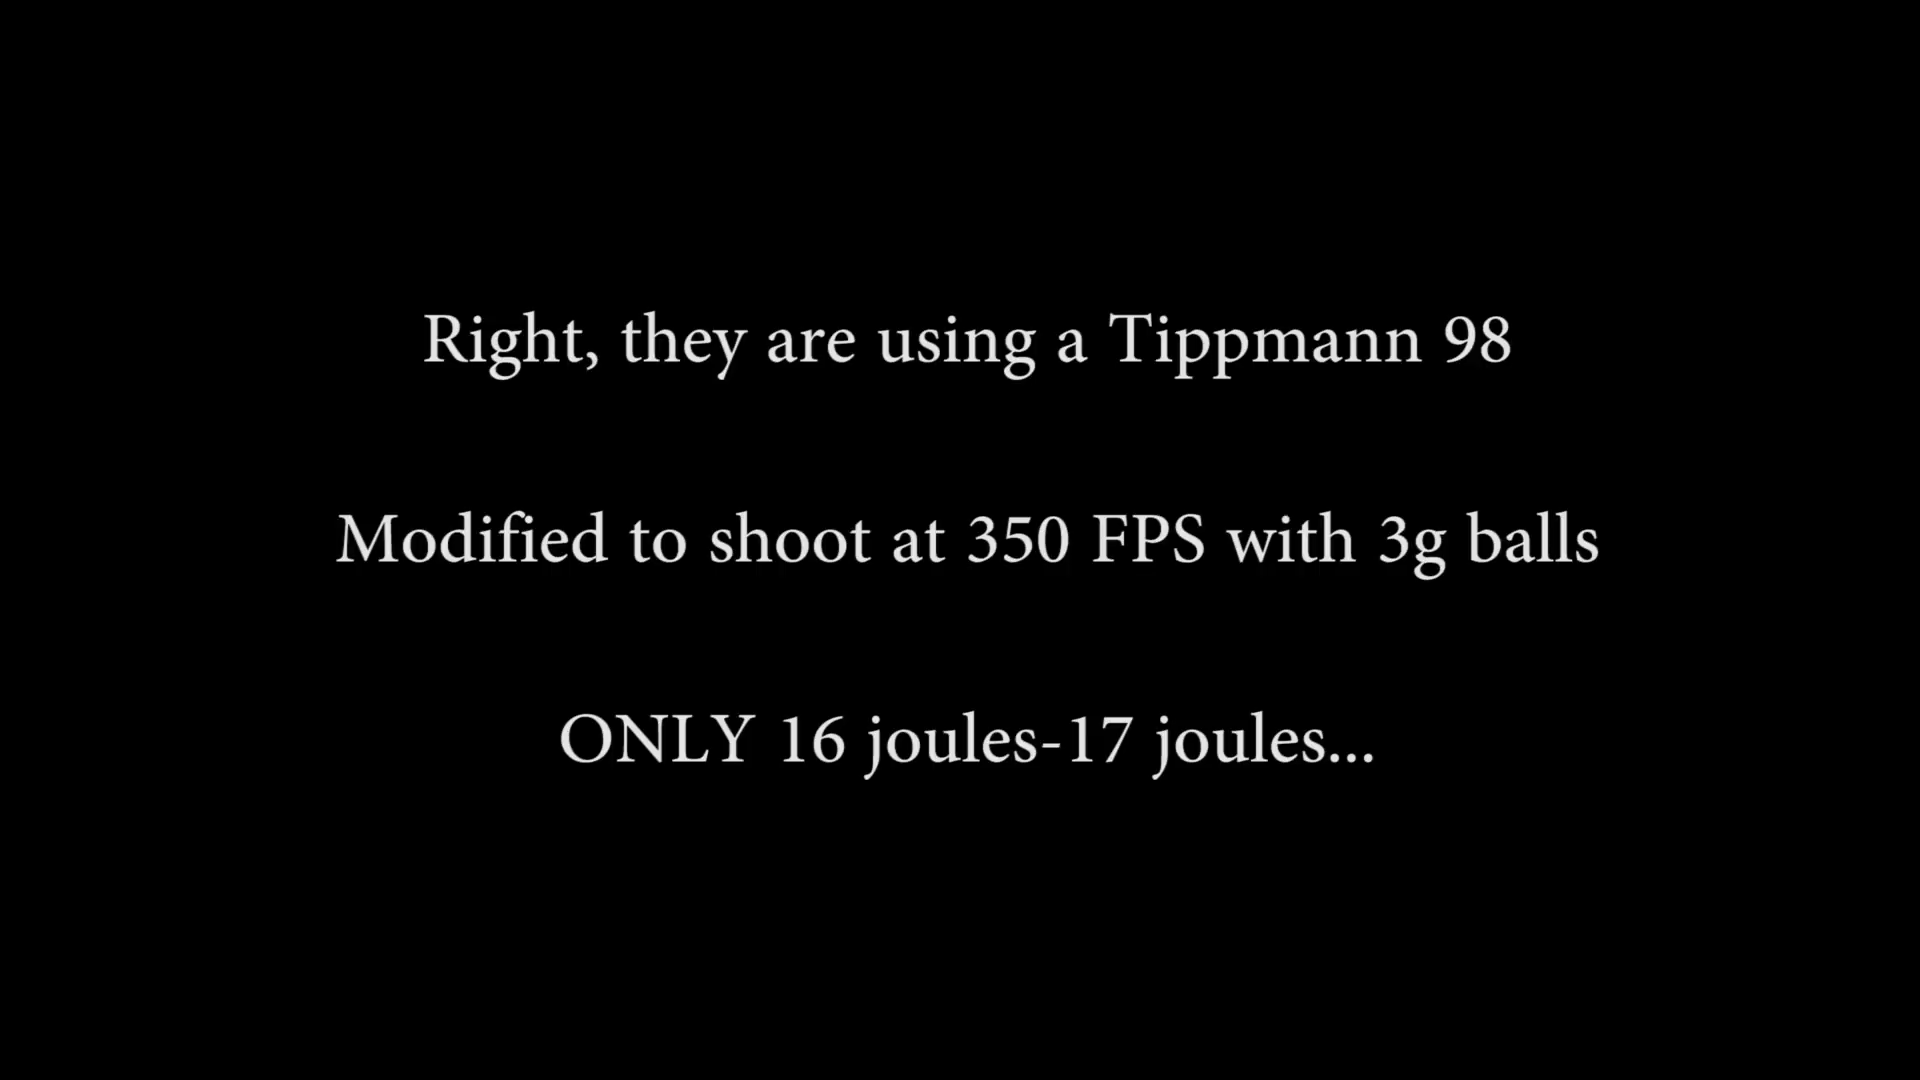 Right, they are using a Tippmann 98
Modified to shoot at 350 FPS with 3g balls
ONLY 16 joules-17 joules...